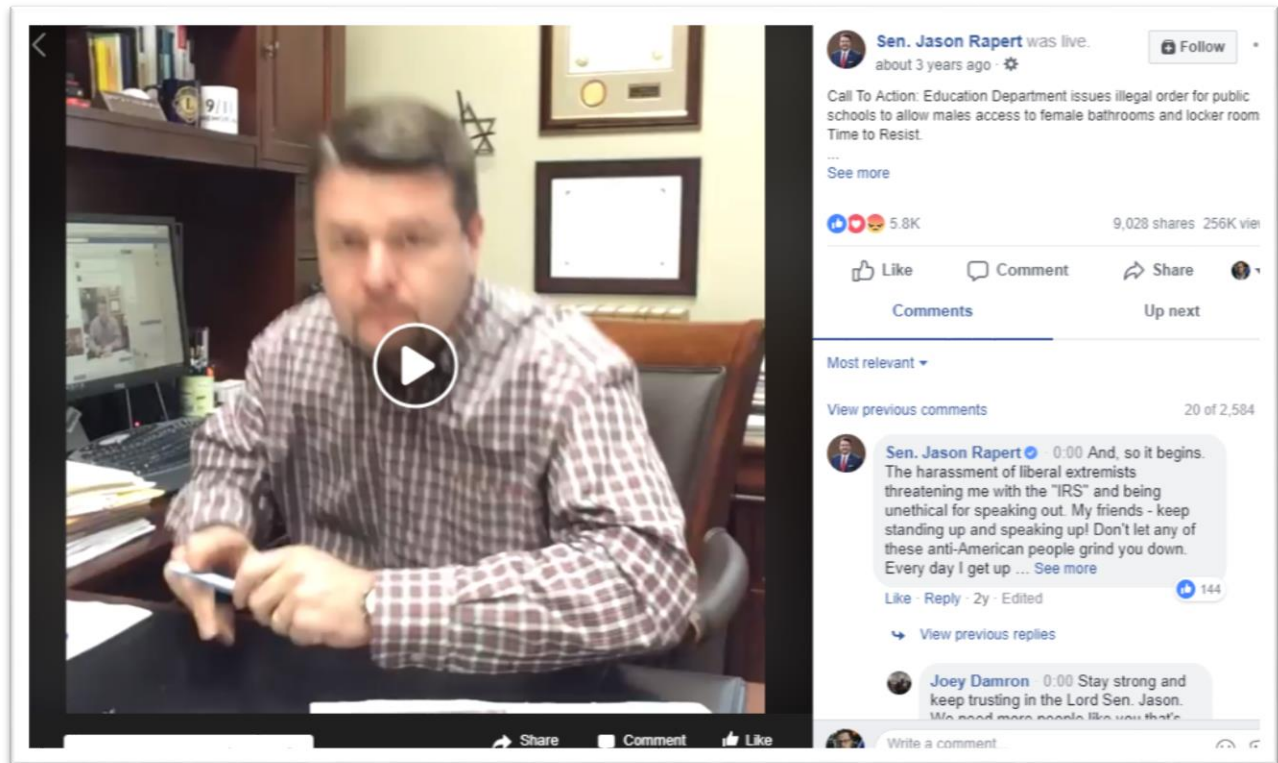 9/11
Sen. Jason Rapert was live.
about 3 years ago ·
Follow
Call To Action: Education Department issues illegal order for public
schools to allow males access to female bathrooms and locker room
Time to Resist.
...
See more
5.8K
9,028 shares 256K
Like
Comment
Share
Comments
Up next
Most relevant
View previous comments
20 of 2,584
Sen. Jason Rapert · 0:00 And, so it begins.
The harassment of liberal extremists
threatening me with the "IRS" and being
unethical for speaking out. My friends - keep
standing up and speaking up! Don't let any of
these anti-American people grind you down.
Every day I get up ... See more
144
Like · Reply · 2y · Edited
View previous replies
Joey Damron · 0:00 Stay strong and
keep trusting in the Lord Sen. Jason.
We need more people like you that's
Write a comment...
Share
Comment
Like